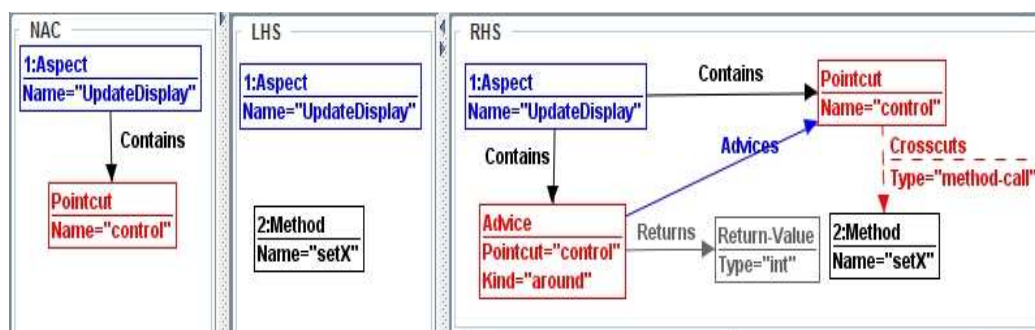 NAC
1:Aspect
Name="UpdateDisplay"
Contains
Pointcut
Name="control"
LHS
1:Aspect
Name="UpdateDisplay"
2:Method
Name="setX"
RHS
1:Aspect
Name="UpdateDisplay"
Contains
Pointcut
Name="control"
Contains
Advices
Crosscuts
Type="method-call"
Advice
Pointcut="control"
Kind="around"
Returns
Return-Value
Type="int"
2:Method
Name="setX"